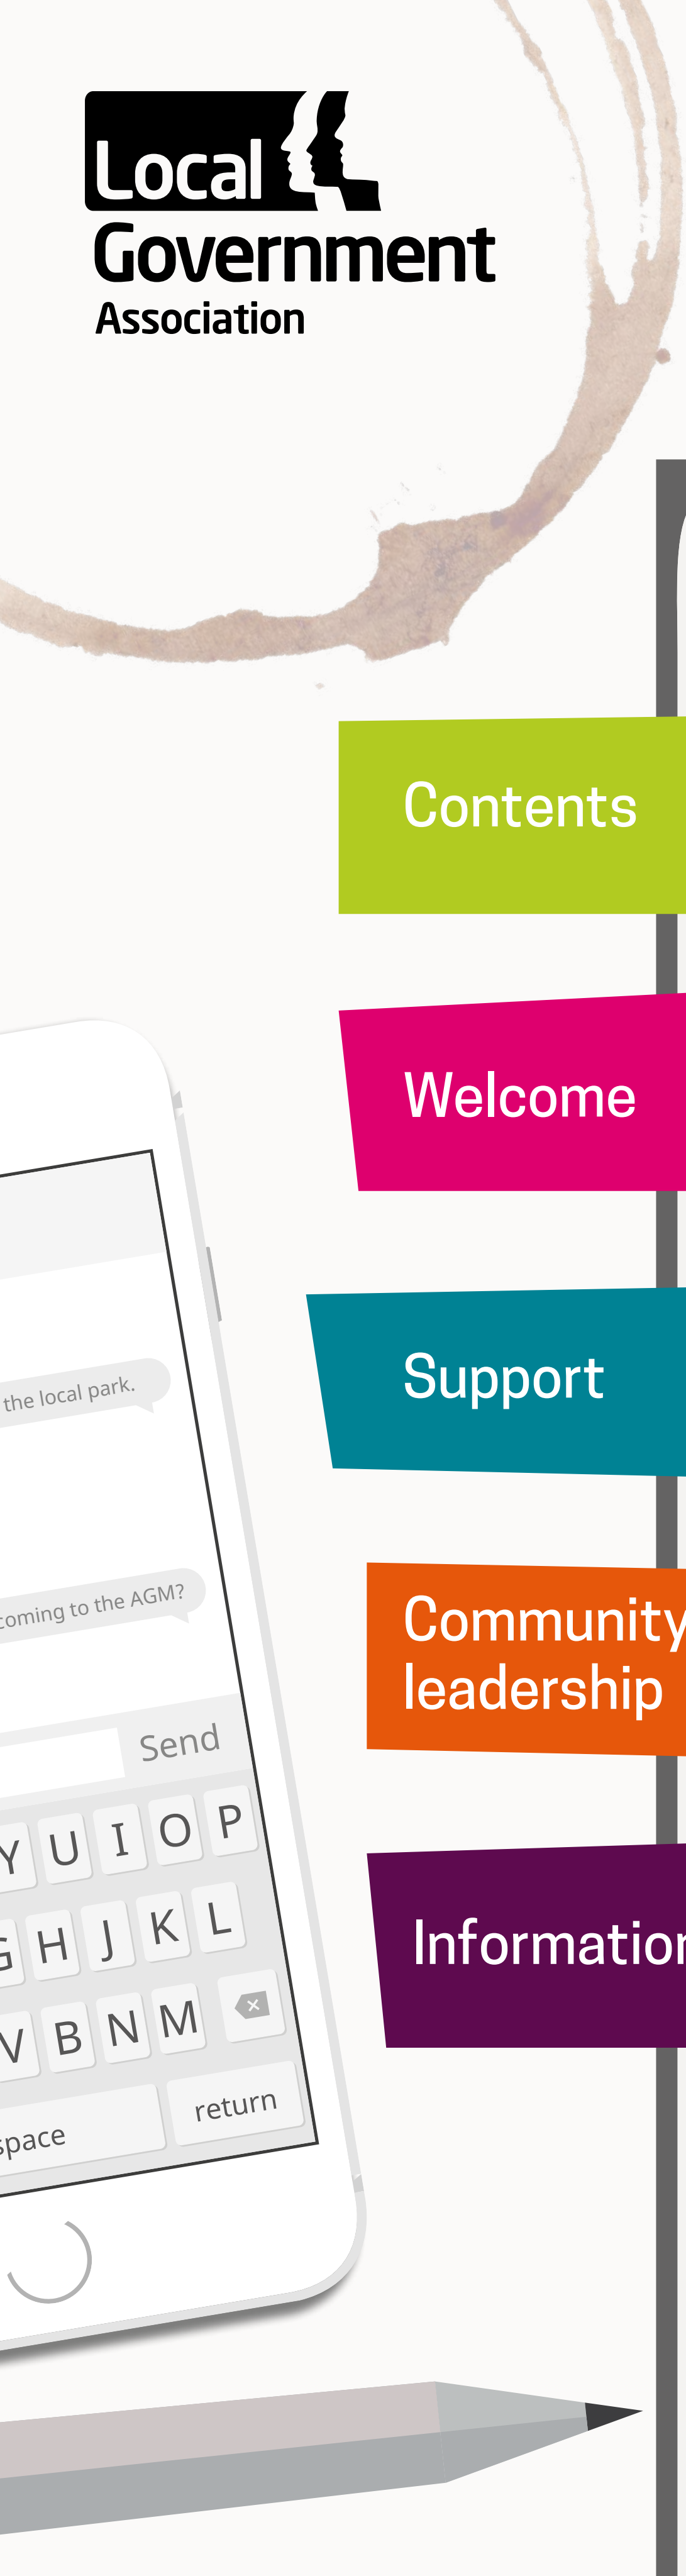 Local
Government
Association
Contents
Welcome
Support
Community
leadership
Information
the local park.
coming to the AGM?
Send
Y U I O P
G H J K L
V B N M
space
return